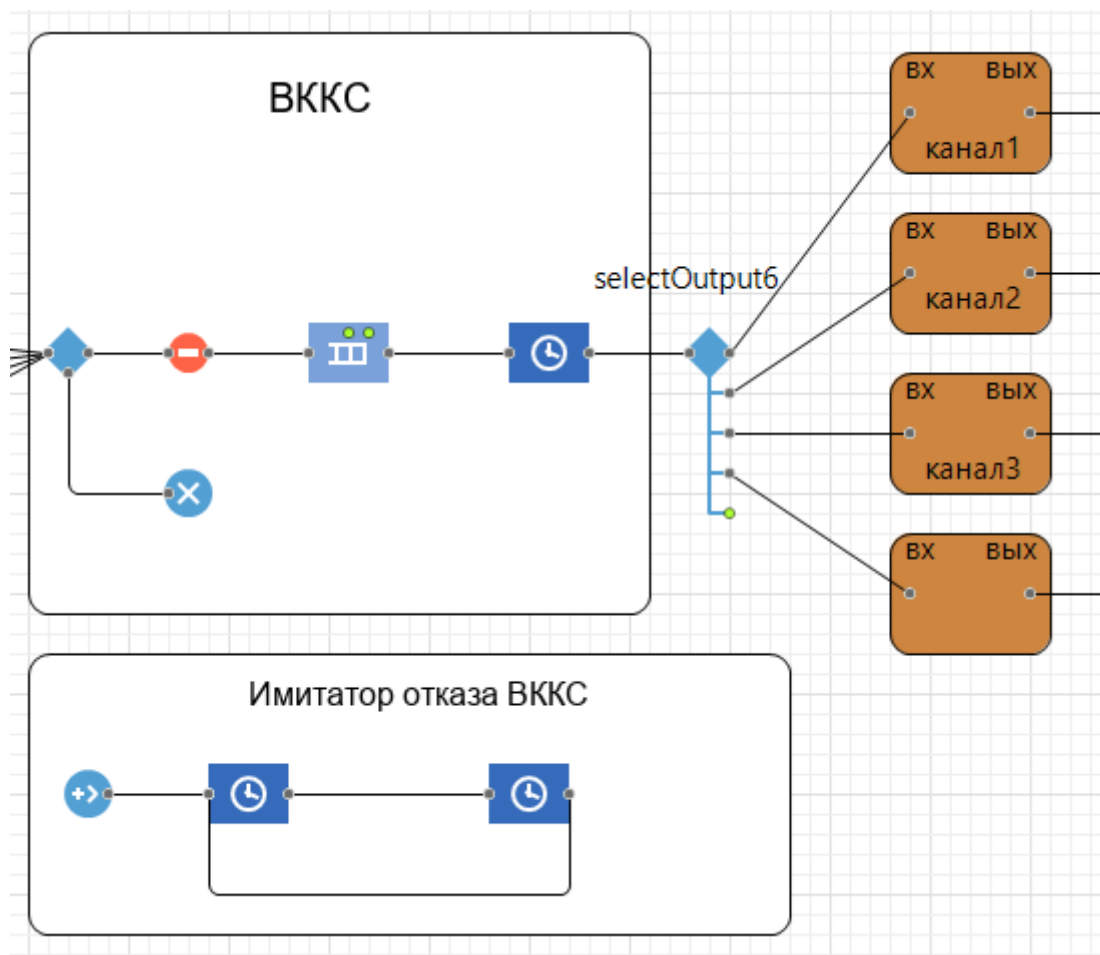 ВККС
вх вых
канал1
вх вых
канал2
selectOutput6
вх вых
канал3
вх вых
Имитатор отказа ВККС